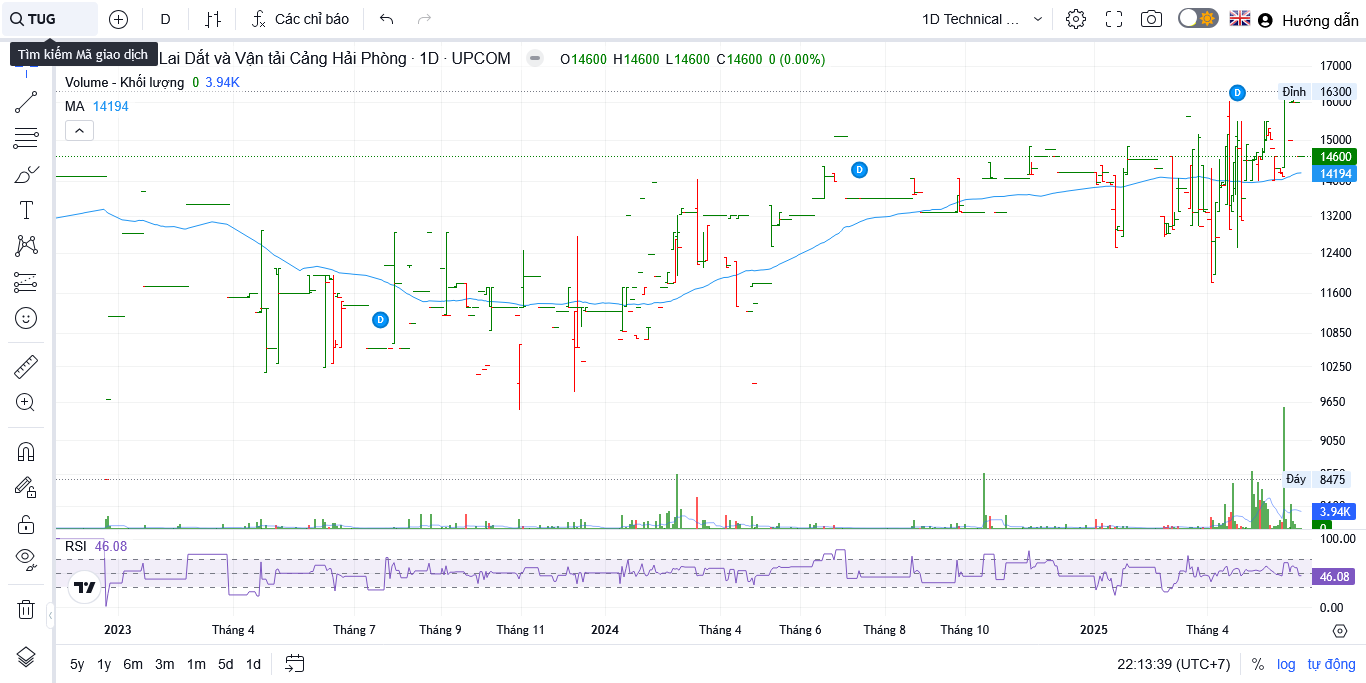 TUG
D
Các chỉ báo
1D Technical ...
Hướng dẫn
Tìm kiếm Mã giao dịch
Lai Dắt và Vận tải Cảng Hải Phòng · 1D · UPCOM
O14600 H14600 L14600 C14600 0 (0.00%)
Volume - Khối lượng 0 3.94K
MA 14194
17000
Đỉnh 16300
16000
15000
14600
14194
14000
13200
12400
11600
10850
10250
9650
9050
Đáy 8475
3.94K
0
RSI 46.08
100.00
46.08
0.00
2023 Tháng 4 Tháng 7 Tháng 9 Tháng 11 2024 Tháng 4 Tháng 6 Tháng 8 Tháng 10 2025 Tháng 4
5y 1y 6m 3m 1m 5d 1d
22:13:39 (UTC+7) % log tự động
D
D
D